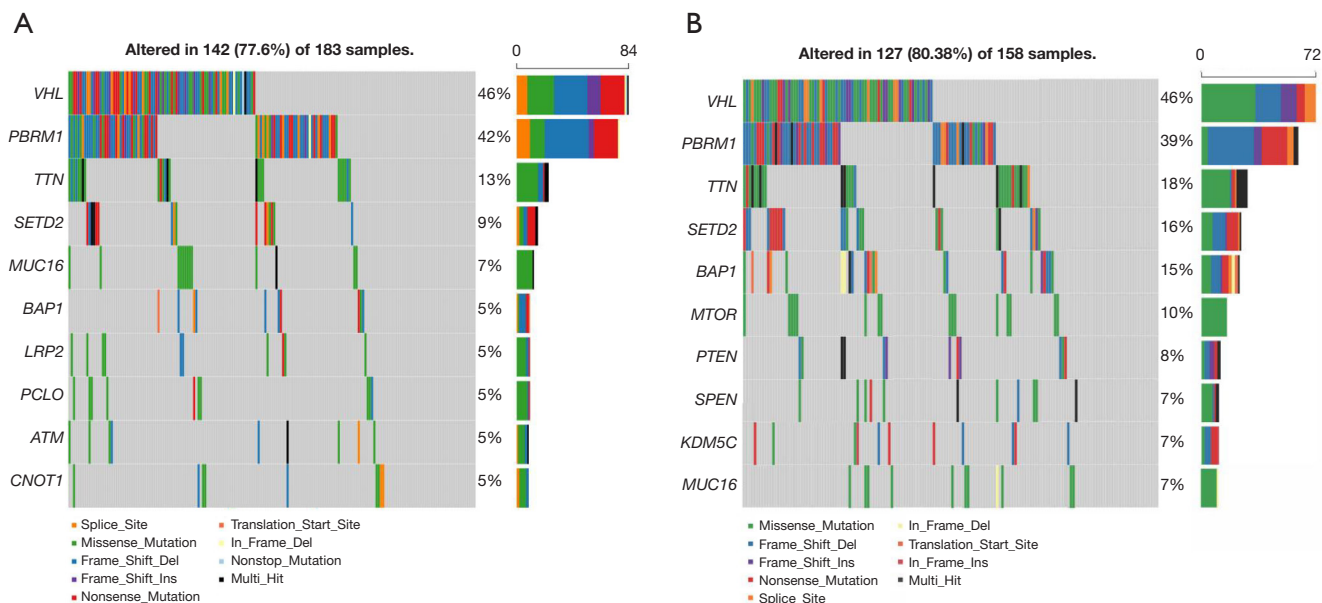 A
Altered in 142 (77.6%) of 183 samples.
0 84
VHL 46%
PBRM1 42%
TTN 13%
SETD2 9%
MUC16 7%
BAP1 5%
LRP2 5%
PCLO 5%
ATM 5%
CNOT1 5%
Splice_Site
Missense_Mutation
Frame_Shift_Del
Frame_Shift_Ins
Nonsense_Mutation
Translation_Start_Site
In_Frame_Del
Nonstop_Mutation
Multi_Hit
B
Altered in 127 (80.38%) of 158 samples.
0 72
VHL 46%
PBRM1 39%
TTN 18%
SETD2 16%
BAP1 15%
MTOR 10%
PTEN 8%
SPEN 7%
KDM5C 7%
MUC16 7%
Missense_Mutation
Frame_Shift_Del
Frame_Shift_Ins
Nonsense_Mutation
Splice_Site
In_Frame_Del
Translation_Start_Site
In_Frame_Ins
Multi_Hit